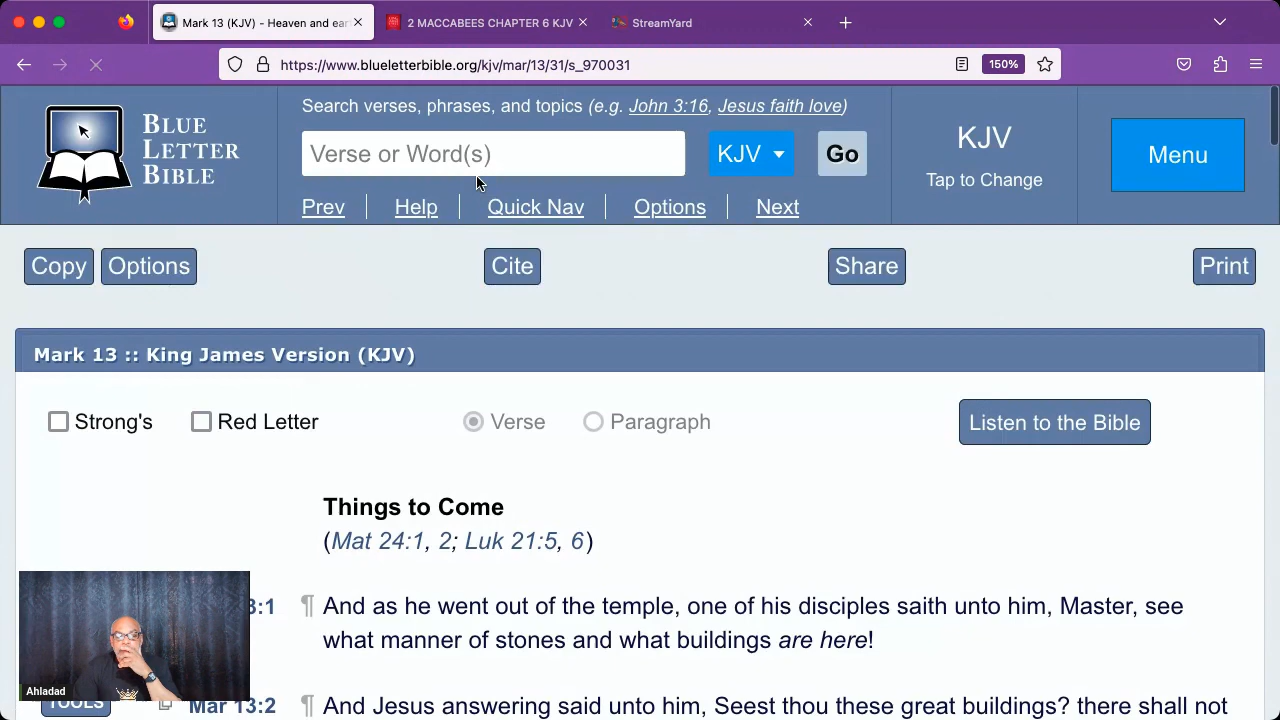 Mark 13 (KJV) - Heaven and ear
2 MACCABEES CHAPTER 6 KJV
StreamYard
https://www.blueletterbible.org/kjv/mar/13/31/s_970031
150%
Search verses, phrases, and topics (e.g. John 3:16, Jesus faith love)
BLUE
LETTER
BIBLE
Verse or Word(s)
KJV
Go
KJV
Tap to Change
Menu
Prev
Help
Quick Nav
Options
Next
Copy
Options
Cite
Share
Print
Mark 13 :: King James Version (KJV)
Strong's
Red Letter
Verse
Paragraph
Listen to the Bible
Things to Come
(Mat 24:1, 2; Luk 21:5, 6)
3:1 ¶ And as he went out of the temple, one of his disciples saith unto him, Master, see
what manner of stones and what buildings are here!
Ahladad
TOOLS
Mar 13:2 ¶ And Jesus answering said unto him, Seest thou these great buildings? there shall not